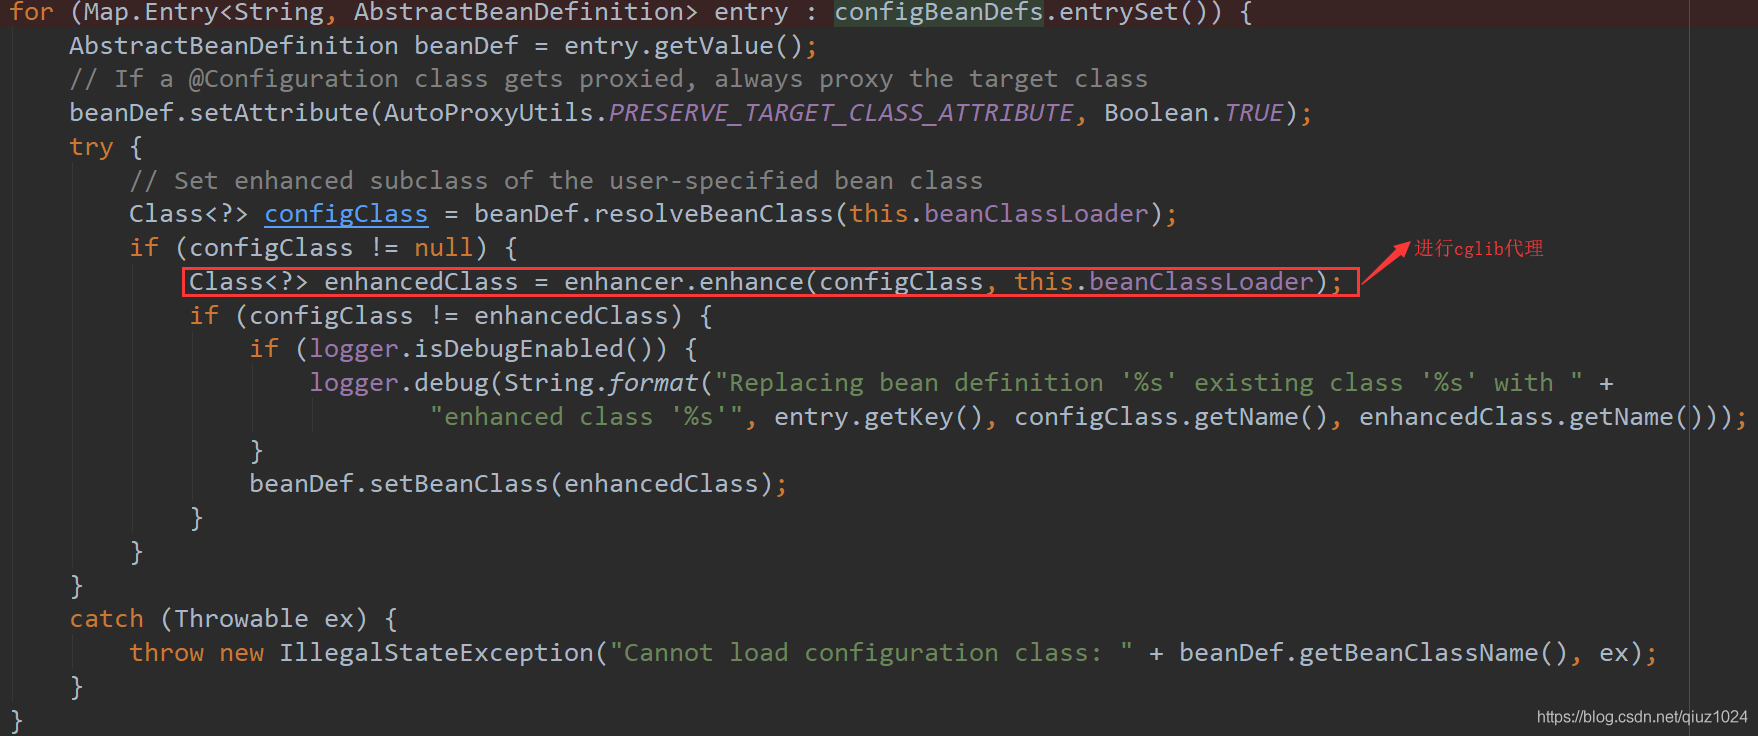 for (Map.Entry<String, AbstractBeanDefinition> entry : configBeanDefs.entrySet()) {
AbstractBeanDefinition beanDef = entry.getValue();
// If a @Configuration class gets proxied, always proxy the target class
beanDef.setAttribute(AutoProxyUtils.PRESERVE_TARGET_CLASS_ATTRIBUTE, Boolean.TRUE);
try {
// Set enhanced subclass of the user-specified bean class
Class<?> configClass = beanDef.resolveBeanClass(this.beanClassLoader);
if (configClass != null) {
进行cglib代理
Class<?> enhancedClass = enhancer.enhance(configClass, this.beanClassLoader);
if (configClass != enhancedClass) {
if (logger.isDebugEnabled()) {
logger.debug(String.format("Replacing bean definition '%s' existing class '%s' with " +
"enhanced class '%s'", entry.getKey(), configClass.getName(), enhancedClass.getName()));
}
beanDef.setBeanClass(enhancedClass);
}
}
}
catch (Throwable ex) {
throw new IllegalStateException("Cannot load configuration class: " + beanDef.getBeanClassName(), ex);
}
}
https://blog.csdn.net/qiuz1024